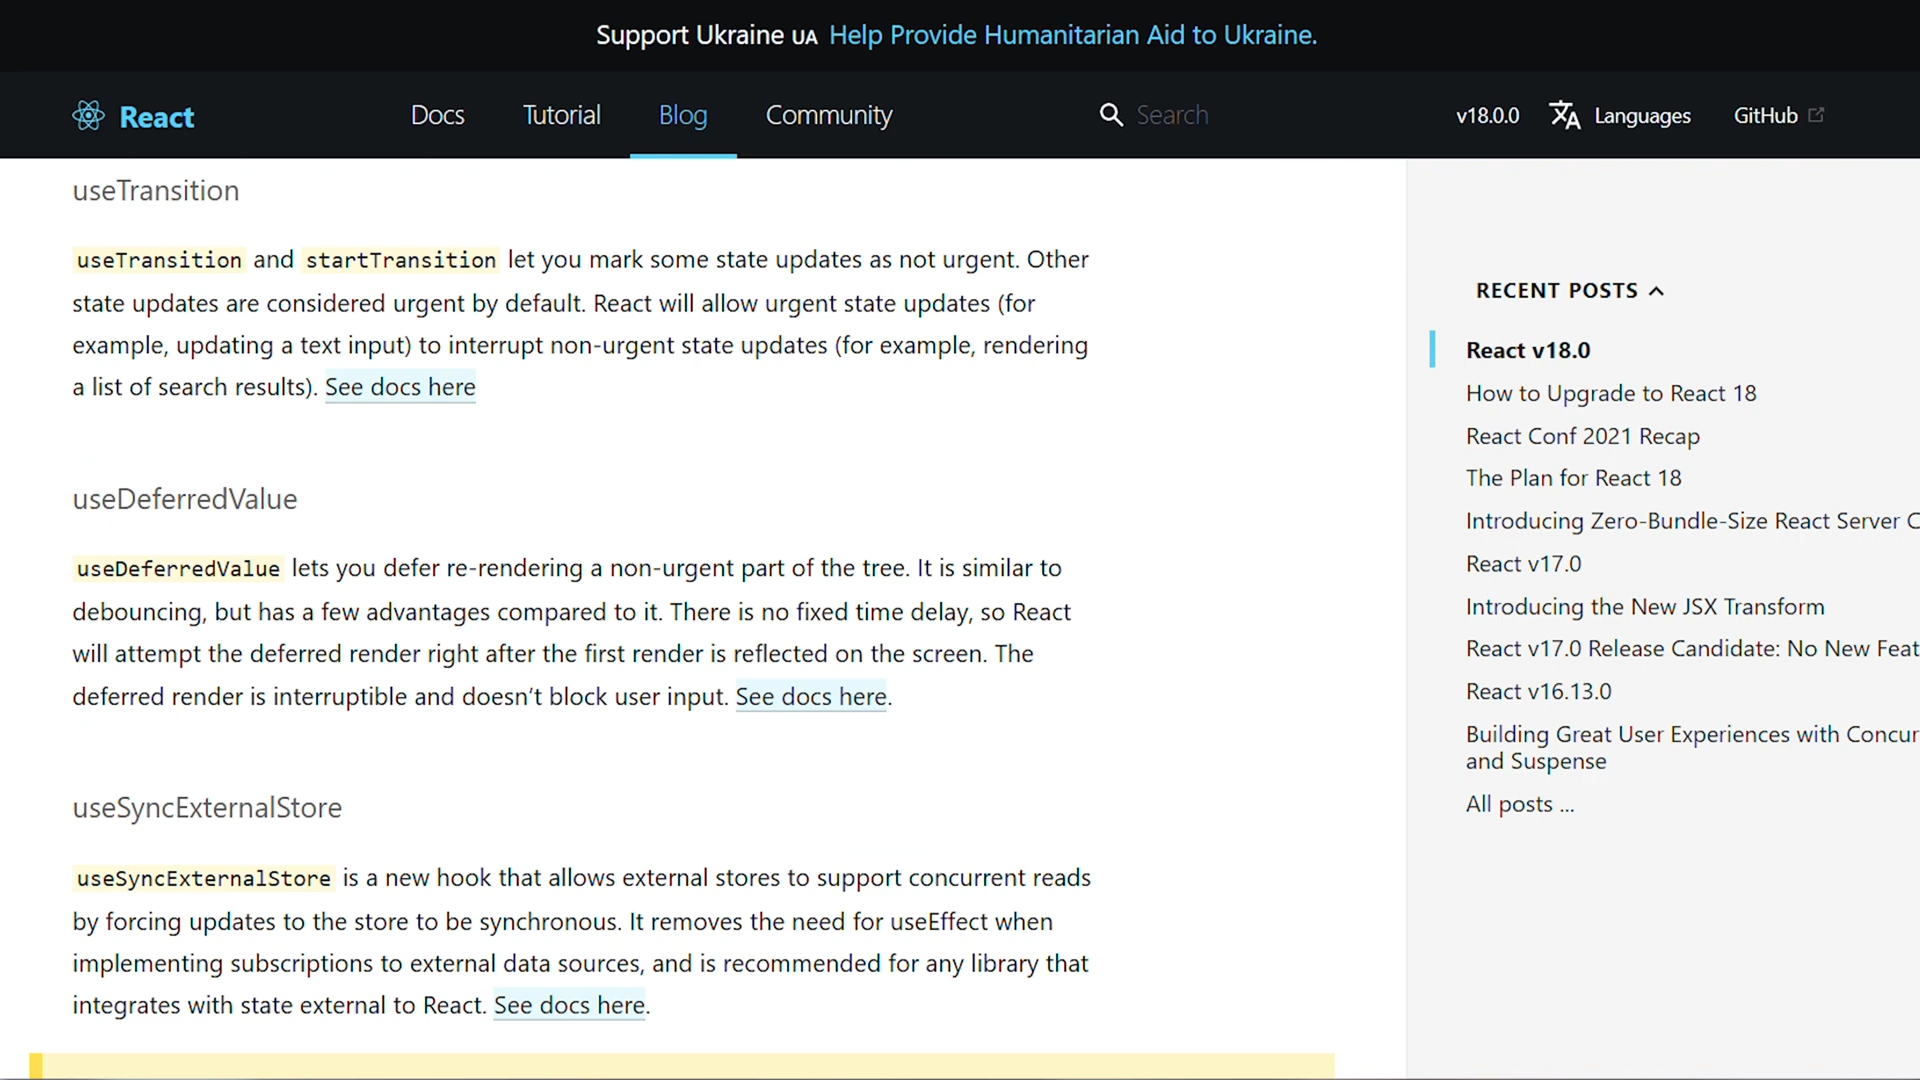 Support Ukraine UA Help Provide Humanitarian Aid to Ukraine.
React Docs Tutorial Blog Community Search v18.0.0 Languages GitHub
useTransition
useTransition and startTransition let you mark some state updates as not urgent. Other
state updates are considered urgent by default. React will allow urgent state updates (for
example, updating a text input) to interrupt non-urgent state updates (for example, rendering
a list of search results). See docs here
useDeferredValue
useDeferredValue lets you defer re-rendering a non-urgent part of the tree. It is similar to
debouncing, but has a few advantages compared to it. There is no fixed time delay, so React
will attempt the deferred render right after the first render is reflected on the screen. The
deferred render is interruptible and doesn’t block user input. See docs here.
useSyncExternalStore
useSyncExternalStore is a new hook that allows external stores to support concurrent reads
by forcing updates to the store to be synchronous. It removes the need for useEffect when
implementing subscriptions to external data sources, and is recommended for any library that
integrates with state external to React. See docs here.
RECENT POSTS
React v18.0
How to Upgrade to React 18
React Conf 2021 Recap
The Plan for React 18
Introducing Zero-Bundle-Size React Server C
React v17.0
Introducing the New JSX Transform
React v17.0 Release Candidate: No New Feat
React v16.13.0
Building Great User Experiences with Concur
and Suspense
All posts ...